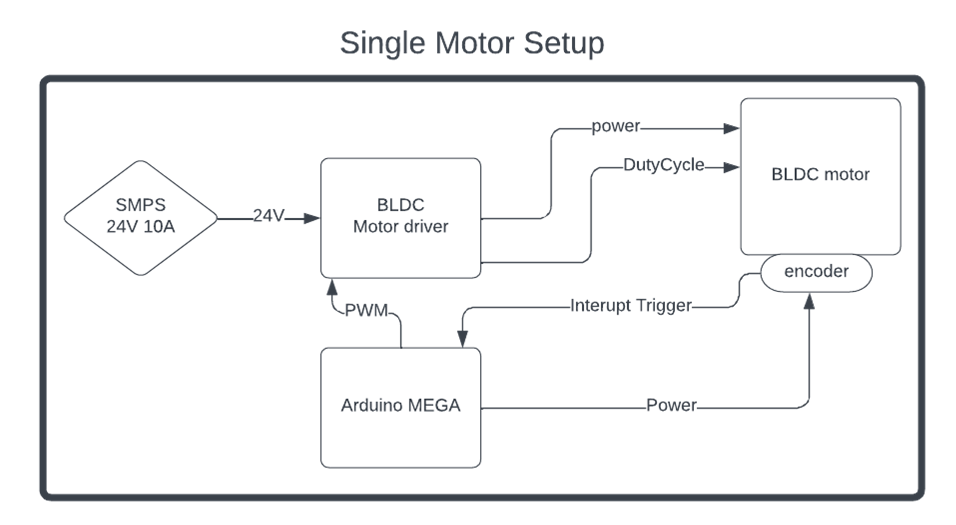 Single Motor Setup
power
DutyCycle
BLDC motor
SMPS
24V 10A
24V
BLDC
Motor driver
encoder
PWM
Interupt Trigger
Arduino MEGA
Power